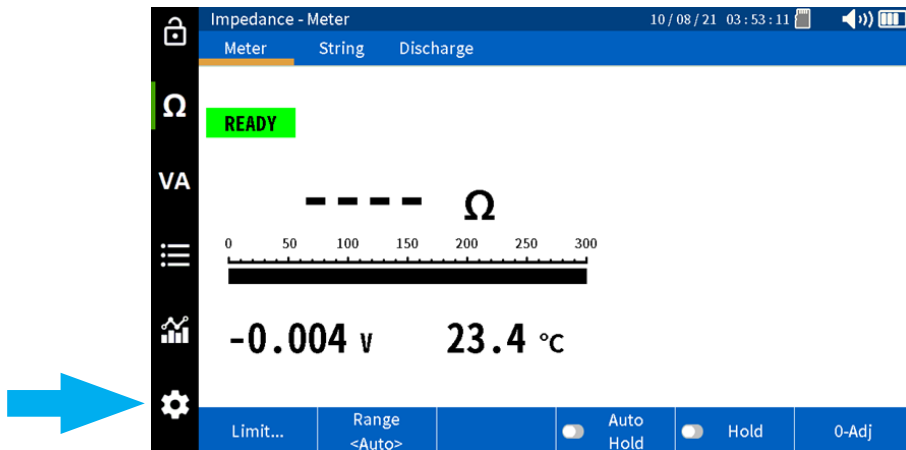 Impedance - Meter 10/08/21 03:53:11
Meter String Discharge
Ω
READY
VA
---- Ω
0 50 100 150 200 250 300
-0.004 V 23.4 °C
Limit... Range <Auto> Auto Hold Hold 0-Adj